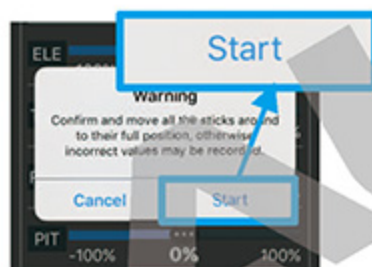 Start
ELE
-100%
Warning
Confirm and move all the sticks around
to their full position, otherwise
incorrect values may be recorded.
Cancel
Start
PIT
-100%
0%
100%